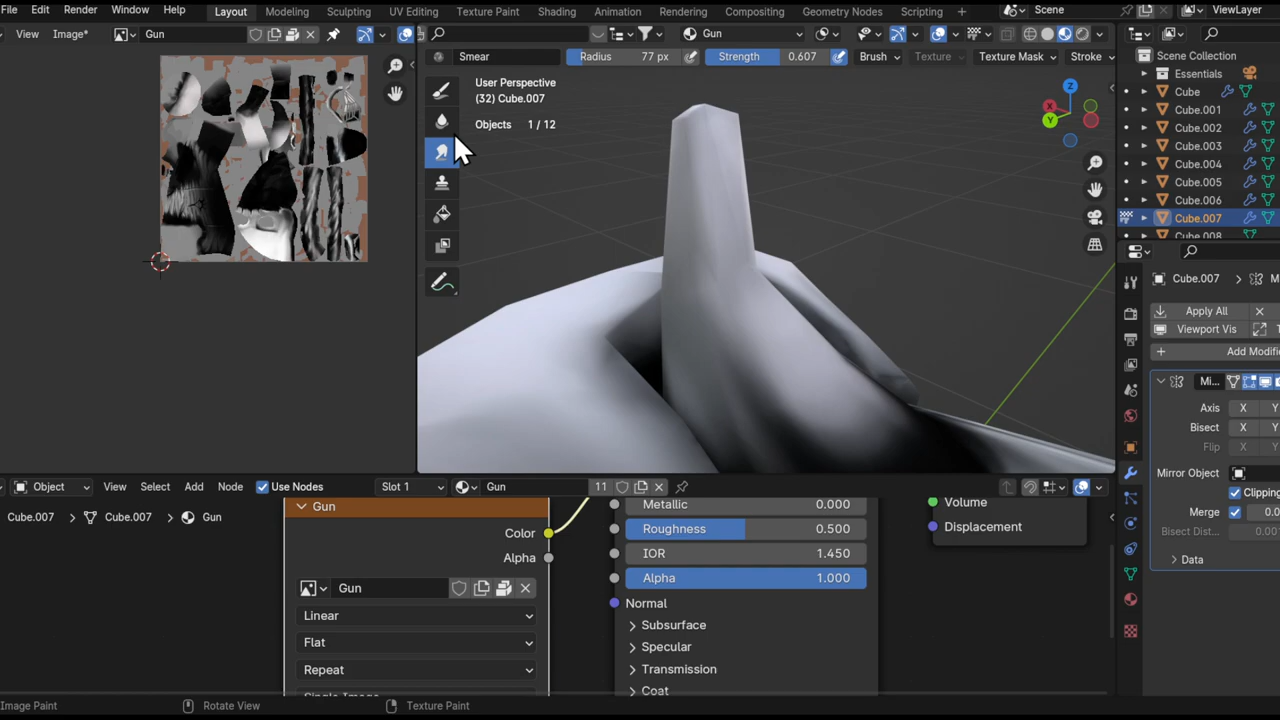 File Edit Render Window Help Layout Modeling Sculpting UV Editing Texture Paint Shading Animation Rendering Compositing Geometry Nodes Scripting + Scene ViewLayer
View Image* Gun Gun
Smear Radius 77 px Strength 0.607 Brush Texture Texture Mask Stroke
Scene Collection
User Perspective
(32) Cube.007
Objects 1 / 12
Essentials
Cube
Cube.001
Cube.002
Cube.003
Cube.004
Cube.005
Cube.006
Cube.007
Cube.008
Z
X
Y
Cube.007 > Mi
Apply All
Viewport Vis
Add Modifi
Mi...
Axis X Y
Bisect X Y
Flip X Y
Mirror Object
Clipping
Merge 0.0
Bisect Dist... 0.00
Data
Object View Select Add Node Use Nodes Slot 1 Gun 11
Cube.007 > Cube.007 > Gun
Gun
Color
Alpha
Gun
Linear
Flat
Repeat
Single Image
Metallic 0.000
Roughness 0.500
IOR 1.450
Alpha 1.000
Normal
Subsurface
Specular
Transmission
Coat
Volume
Displacement
Image Paint Rotate View Texture Paint